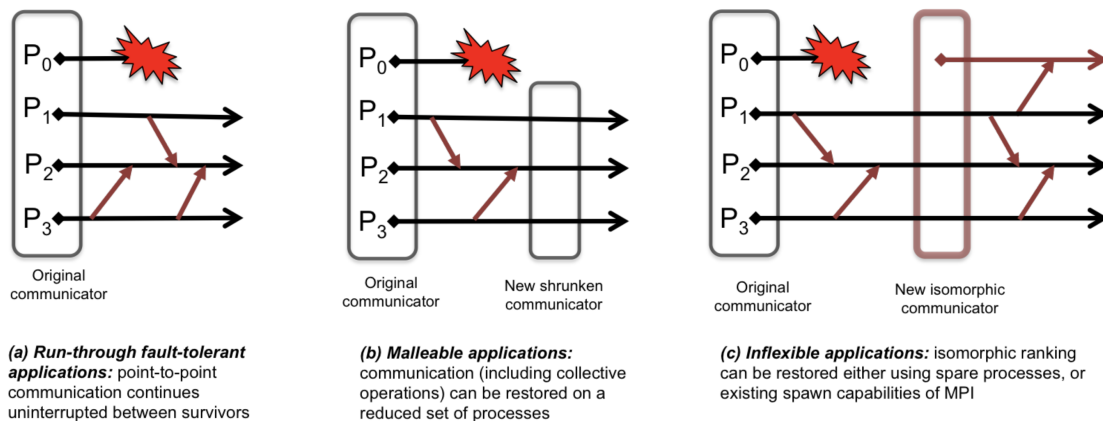 P0
P1
P2
P3
Original
communicator
(a) Run-through fault-tolerant
applications: point-to-point
communication continues
uninterrupted between survivors
P0
P1
P2
P3
Original
communicator
New shrunken
communicator
(b) Malleable applications:
communication (including collective
operations) can be restored on a
reduced set of processes
P0
P1
P2
P3
Original
communicator
New isomorphic
communicator
(c) Inflexible applications: isomorphic ranking
can be restored either using spare processes, or
existing spawn capabilities of MPI